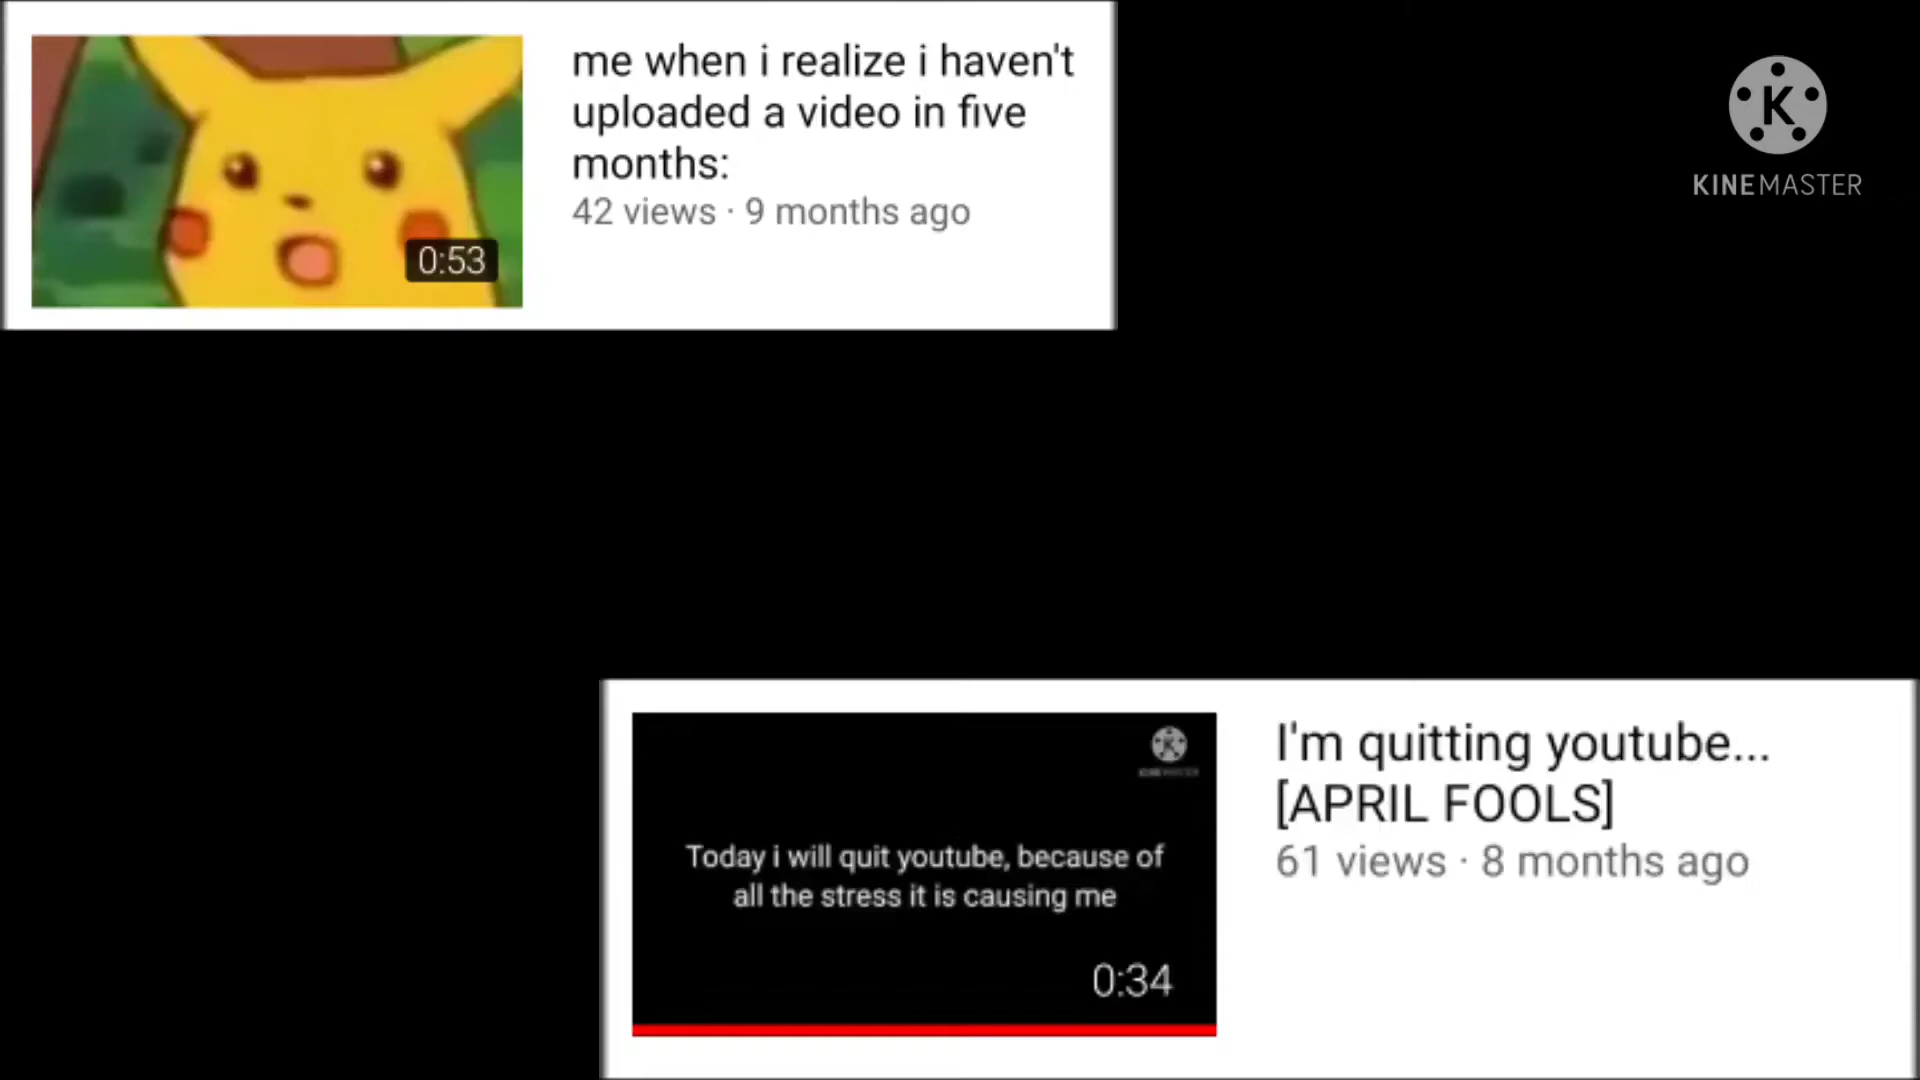 me when i realize i haven't
uploaded a video in five
months:
42 views · 9 months ago
0:53
K
KINEMASTER
I'm quitting youtube...
[APRIL FOOLS]
61 views · 8 months ago
K
KINEMASTER
Today i will quit youtube, because of
all the stress it is causing me
0:34